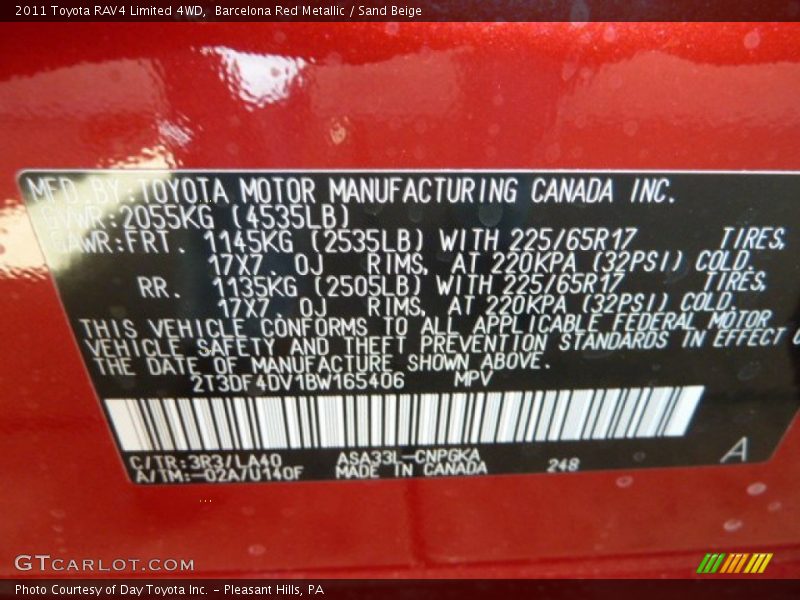 2011 Toyota RAV4 Limited 4WD,  Barcelona Red Metallic / Sand Beige
MFD BY:TOYOTA MOTOR MANUFACTURING CANADA INC.
GVWR:2055KG (4535LB)
GAWR:FRT. 1145KG (2535LB) WITH 225/65R17 TIRES,
17X7. 0J RIMS, AT 220KPA (32PSI) COLD.
RR. 1135KG (2505LB) WITH 225/65R17 TIRES,
17X7. 0J RIMS, AT 220KPA (32PSI) COLD.
THIS VEHICLE CONFORMS TO ALL APPLICABLE FEDERAL MOTOR
VEHICLE SAFETY AND THEFT PREVENTION STANDARDS IN EFFECT
THE DATE OF MANUFACTURE SHOWN ABOVE.
2T3DF4DV1BW165406 MPV
C/TR:3R3/LA40 ASA33L-CNPGKA 248 A
A/TM:-02A/U140F MADE IN CANADA
GTCARLOT.COM
Photo Courtesy of Day Toyota Inc. - Pleasant Hills, PA